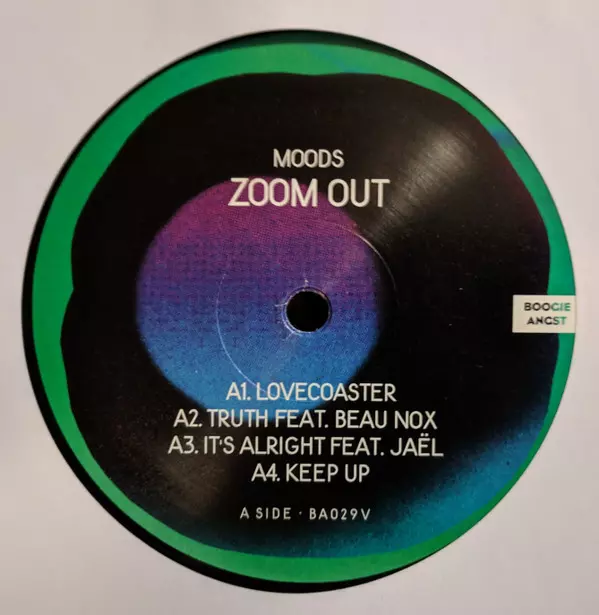 MOODS
ZOOM OUT
BOOGIE
ANGST
A1. LOVECOASTER
A2. TRUTH FEAT. BEAU NOX
A3. IT'S ALRIGHT FEAT. JAËL
A4. KEEP UP
A SIDE · BA029V